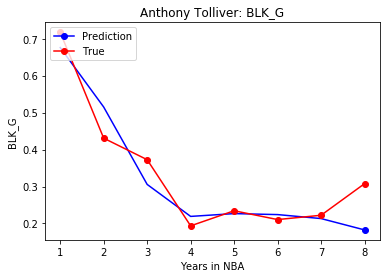 Anthony Tolliver: BLK_G
Prediction
True
0.7
0.6
0.5
0.4
0.3
0.2
BLK_G
1 2 3 4 5 6 7 8
Years in NBA